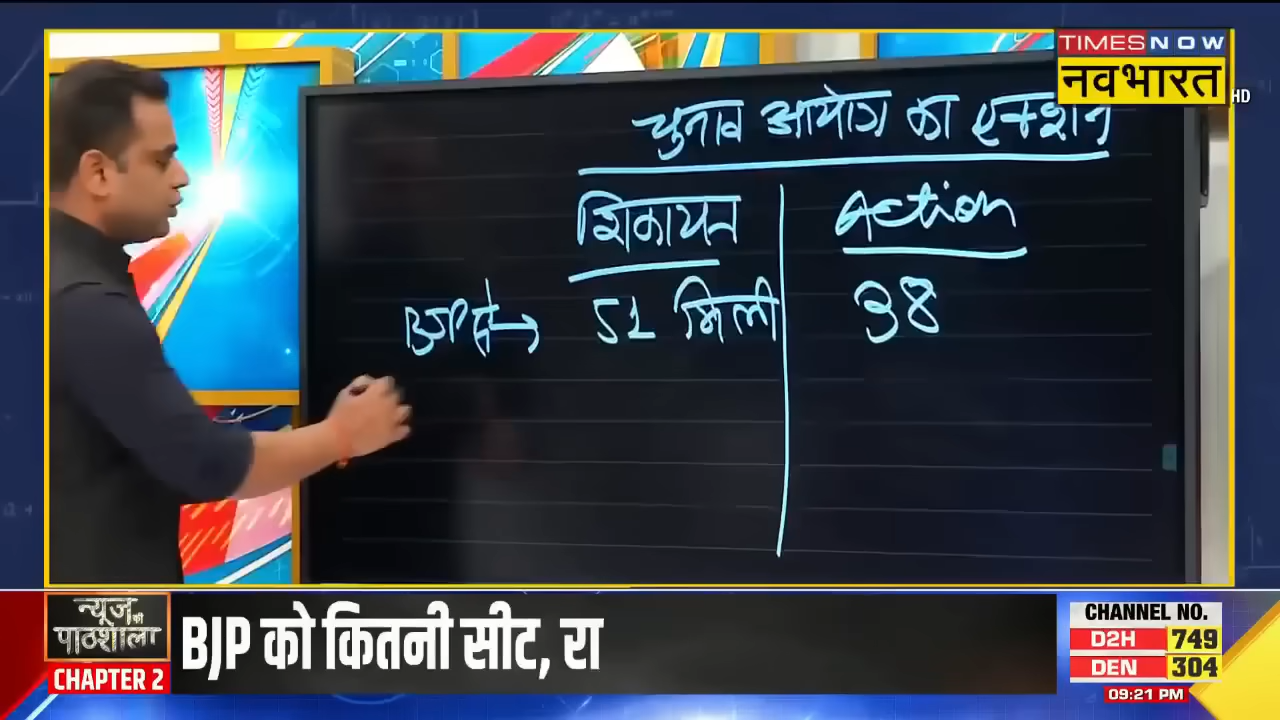 TIMES NOW
नवभारत
HD
चुनाव आयोग का एक्शन
शिकायत
Action
BJP से → 51 मिली
38
न्यूज़ की
पाठशाला
CHAPTER 2
BJP को कितनी सीट, रा
CHANNEL NO.
D2H 749
DEN 304
09:21 PM